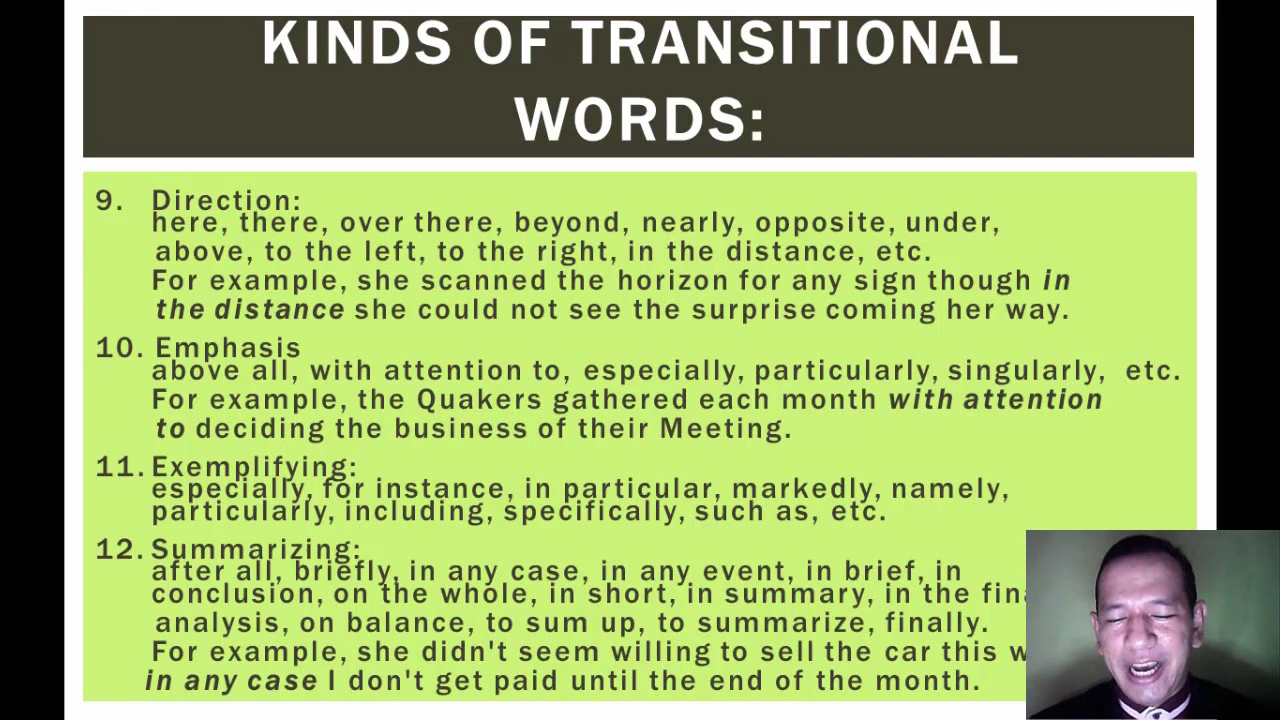 KINDS OF TRANSITIONAL
WORDS:
9. Direction:
here, there, over there, beyond, nearly, opposite, under,
above, to the left, to the right, in the distance, etc.
For example, she scanned the horizon for any sign though in
the distance she could not see the surprise coming her way.
10. Emphasis
above all, with attention to, especially, particularly, singularly, etc.
For example, the Quakers gathered each month with attention
to deciding the business of their Meeting.
11. Exemplifying:
especially, for instance, in particular, markedly, namely,
particularly, including, specifically, such as, etc.
12. Summarizing:
after all, briefly, in any case, in any event, in brief, in
conclusion, on the whole, in short, in summary, in the
analysis, on balance, to sum up, to summarize, finally.
For example, she didn't seem willing to sell the car this
in any case I don't get paid until the end of the month.